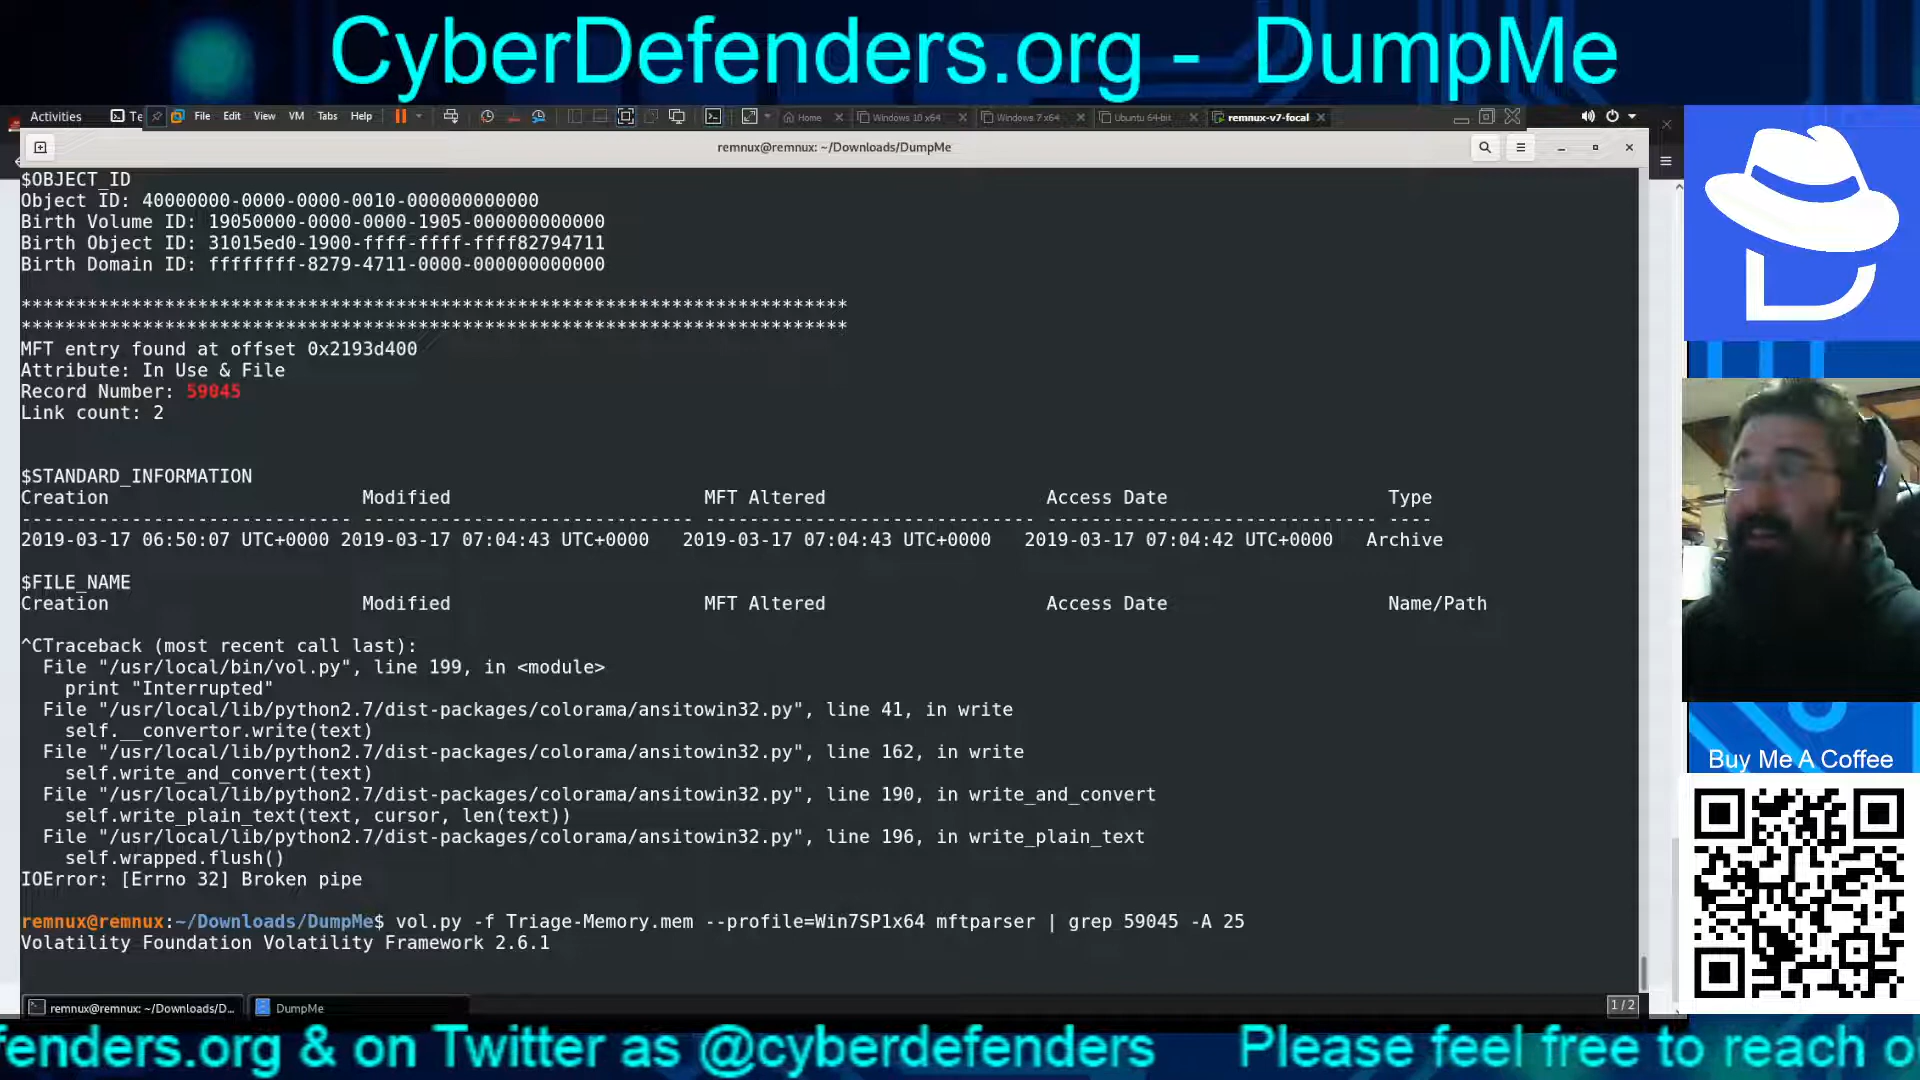 CyberDefenders.org - DumpMe
Activities
Te
File Edit View VM Tabs Help
Home
Windows 10 x64
Windows 7 x64
Ubuntu 64-bit
remnux-v7-focal
remnux@remnux: ~/Downloads/DumpMe
$OBJECT_ID
Object ID: 40000000-0000-0000-0010-000000000000
Birth Volume ID: 19050000-0000-0000-1905-000000000000
Birth Object ID: 31015ed0-1900-ffff-ffff-ffff82794711
Birth Domain ID: ffffffff-8279-4711-0000-000000000000
***************************************************************************
***************************************************************************
MFT entry found at offset 0x2193d400
Attribute: In Use & File
Record Number: 59045
Link count: 2
$STANDARD_INFORMATION
Creation Modified MFT Altered Access Date Type
------------------------------ ------------------------------ ------------------------------ ------------------------------ ----
2019-03-17 06:50:07 UTC+0000 2019-03-17 07:04:43 UTC+0000 2019-03-17 07:04:43 UTC+0000 2019-03-17 07:04:42 UTC+0000 Archive
$FILE_NAME
Creation Modified MFT Altered Access Date Name/Path
^CTraceback (most recent call last):
File "/usr/local/bin/vol.py", line 199, in <module>
print "Interrupted"
File "/usr/local/lib/python2.7/dist-packages/colorama/ansitowin32.py", line 41, in write
self.__convertor.write(text)
File "/usr/local/lib/python2.7/dist-packages/colorama/ansitowin32.py", line 162, in write
self.write_and_convert(text)
File "/usr/local/lib/python2.7/dist-packages/colorama/ansitowin32.py", line 190, in write_and_convert
self.write_plain_text(text, cursor, len(text))
File "/usr/local/lib/python2.7/dist-packages/colorama/ansitowin32.py", line 196, in write_plain_text
self.wrapped.flush()
IOError: [Errno 32] Broken pipe
remnux@remnux:~/Downloads/DumpMe$ vol.py -f Triage-Memory.mem --profile=Win7SP1x64 mftparser | grep 59045 -A 25
Volatility Foundation Volatility Framework 2.6.1
remnux@remnux: ~/Downloads/D...
DumpMe
1 / 2
Buy Me A Coffee
fenders.org & on Twitter as @cyberdefenders Please feel free to reach o